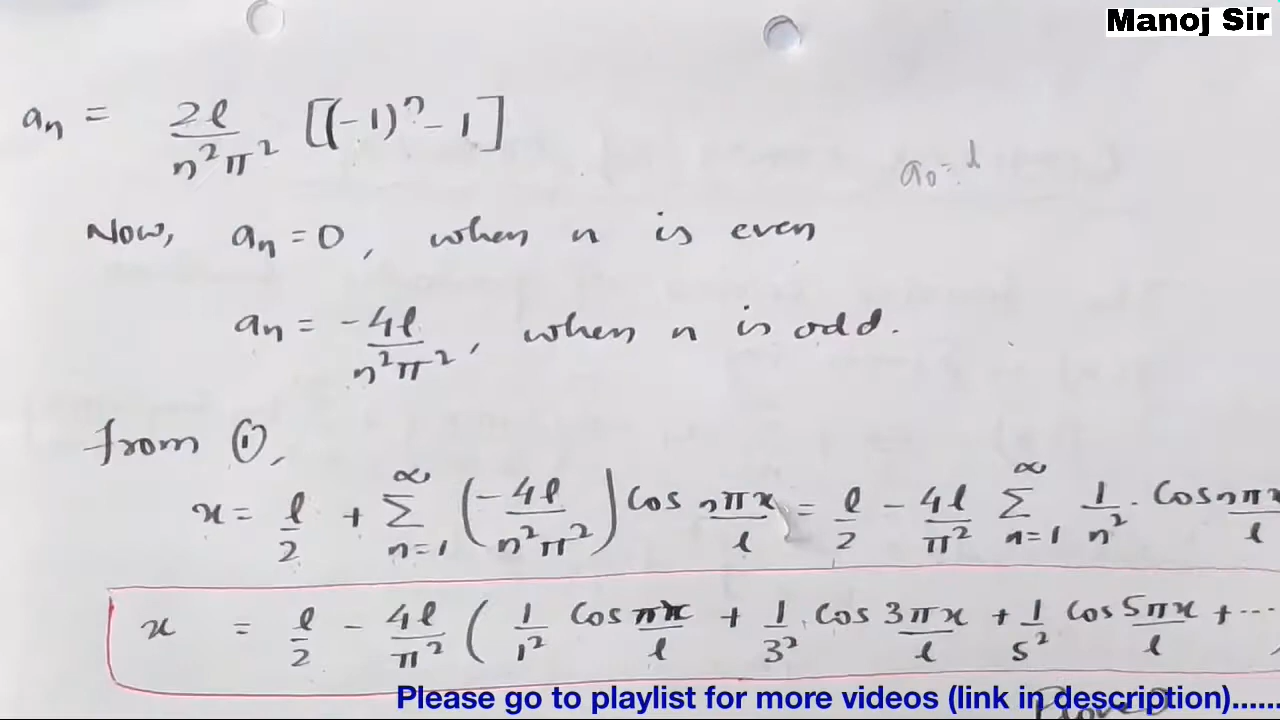 Manoj Sir
aₙ = 2l/n²π² [(-1)ⁿ - 1]
a₀ = l
Now, aₙ = 0, when n is even
aₙ = -4l/n²π², when n is odd.
from ①,
x = l/2 + ∞Σn=1 (-4l/n²π²) cos nπx/l = l/2 - 4l/π² ∞Σn=1 1/n² · cos nπx/l
x = l/2 - 4l/π² ( 1/1² cos πx/l + 1/3² cos 3πx/l + 1/5² cos 5πx/l + ...
Please go to playlist for more videos (link in description)......